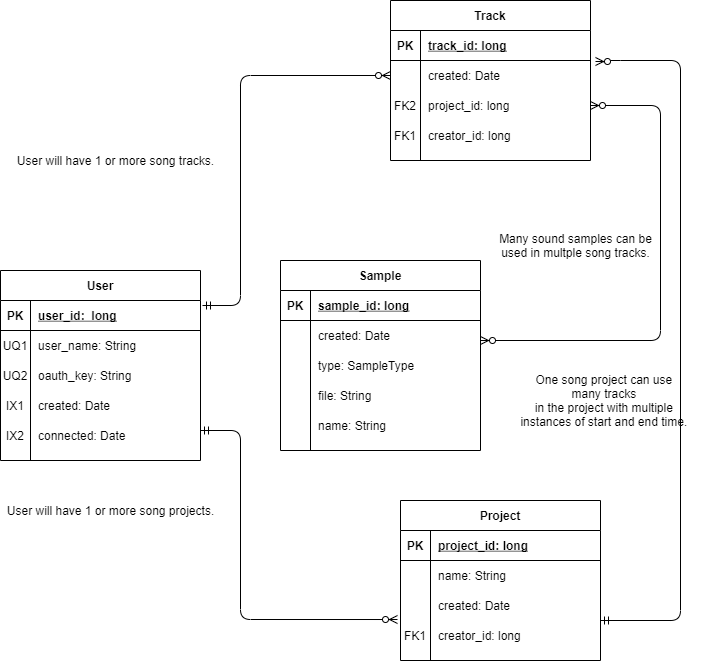 Track
PK track_id: long
created: Date
FK2 project_id: long
FK1 creator_id: long
User will have 1 or more song tracks.
Many sound samples can be
used in multple song tracks.
User
PK user_id: long
UQ1 user_name: String
UQ2 oauth_key: String
IX1 created: Date
IX2 connected: Date
Sample
PK sample_id: long
created: Date
type: SampleType
file: String
name: String
One song project can use
many tracks
in the project with multiple
instances of start and end time.
User will have 1 or more song projects.
Project
PK project_id: long
name: String
created: Date
FK1 creator_id: long